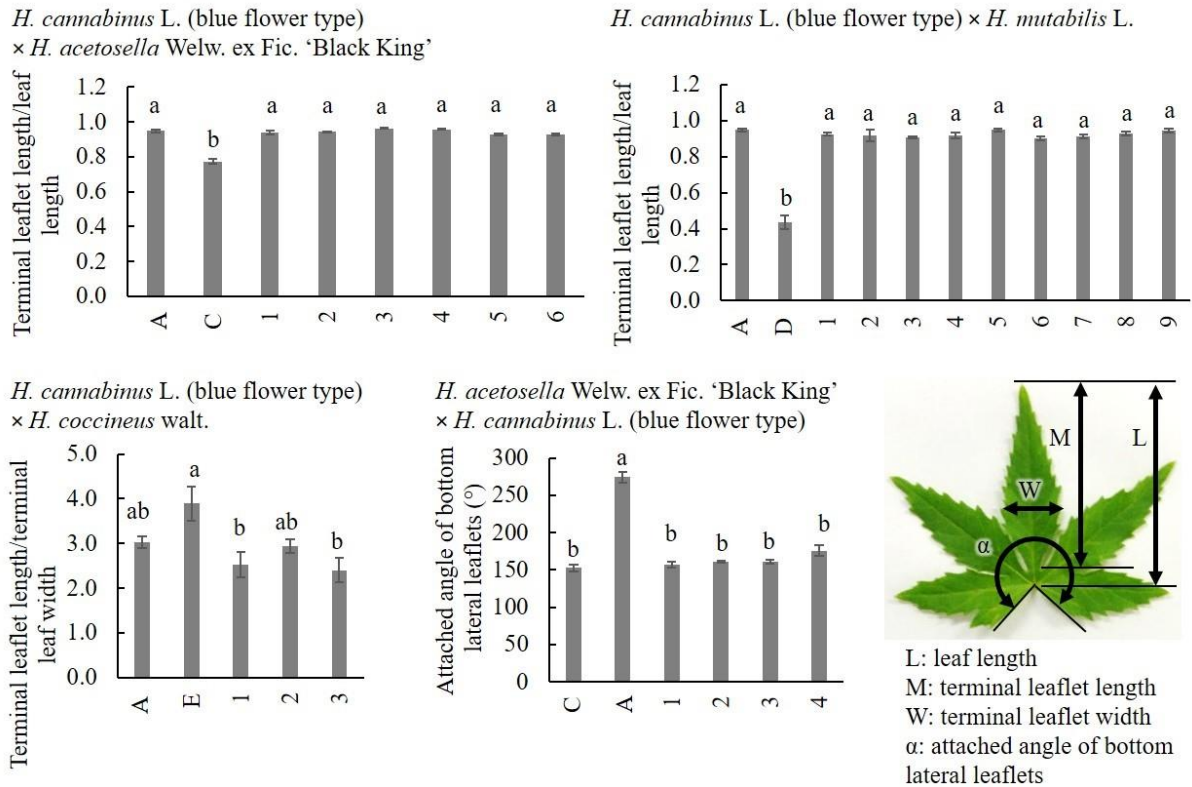 H. cannabinus L. (blue flower type)
× H. acetosella Welw. ex Fic. ‘Black King’
Terminal leaflet length/leaf
length
1.2
1.0
0.8
0.6
0.4
0.2
0.0
a
b
a
a
a
a
a
a
A
C
1
2
3
4
5
6
H. cannabinus L. (blue flower type) × H. mutabilis L.
Terminal leaflet length/leaf
length
1.2
1.0
0.8
0.6
0.4
0.2
0.0
a
b
a
a
a
a
a
a
a
a
a
A
D
1
2
3
4
5
6
7
8
9
H. cannabinus L. (blue flower type)
× H. coccineus walt.
Terminal leaflet length/terminal
leaf width
5.0
4.0
3.0
2.0
1.0
0.0
ab
a
b
ab
b
A
E
1
2
3
H. acetosella Welw. ex Fic. ‘Black King’
× H. cannabinus L. (blue flower type)
Attached angle of bottom
lateral leaflets (°)
300
250
200
150
100
50
0
b
a
b
b
b
b
C
A
1
2
3
4
M
L
W
α
L: leaf length
M: terminal leaflet length
W: terminal leaflet width
α: attached angle of bottom
lateral leaflets